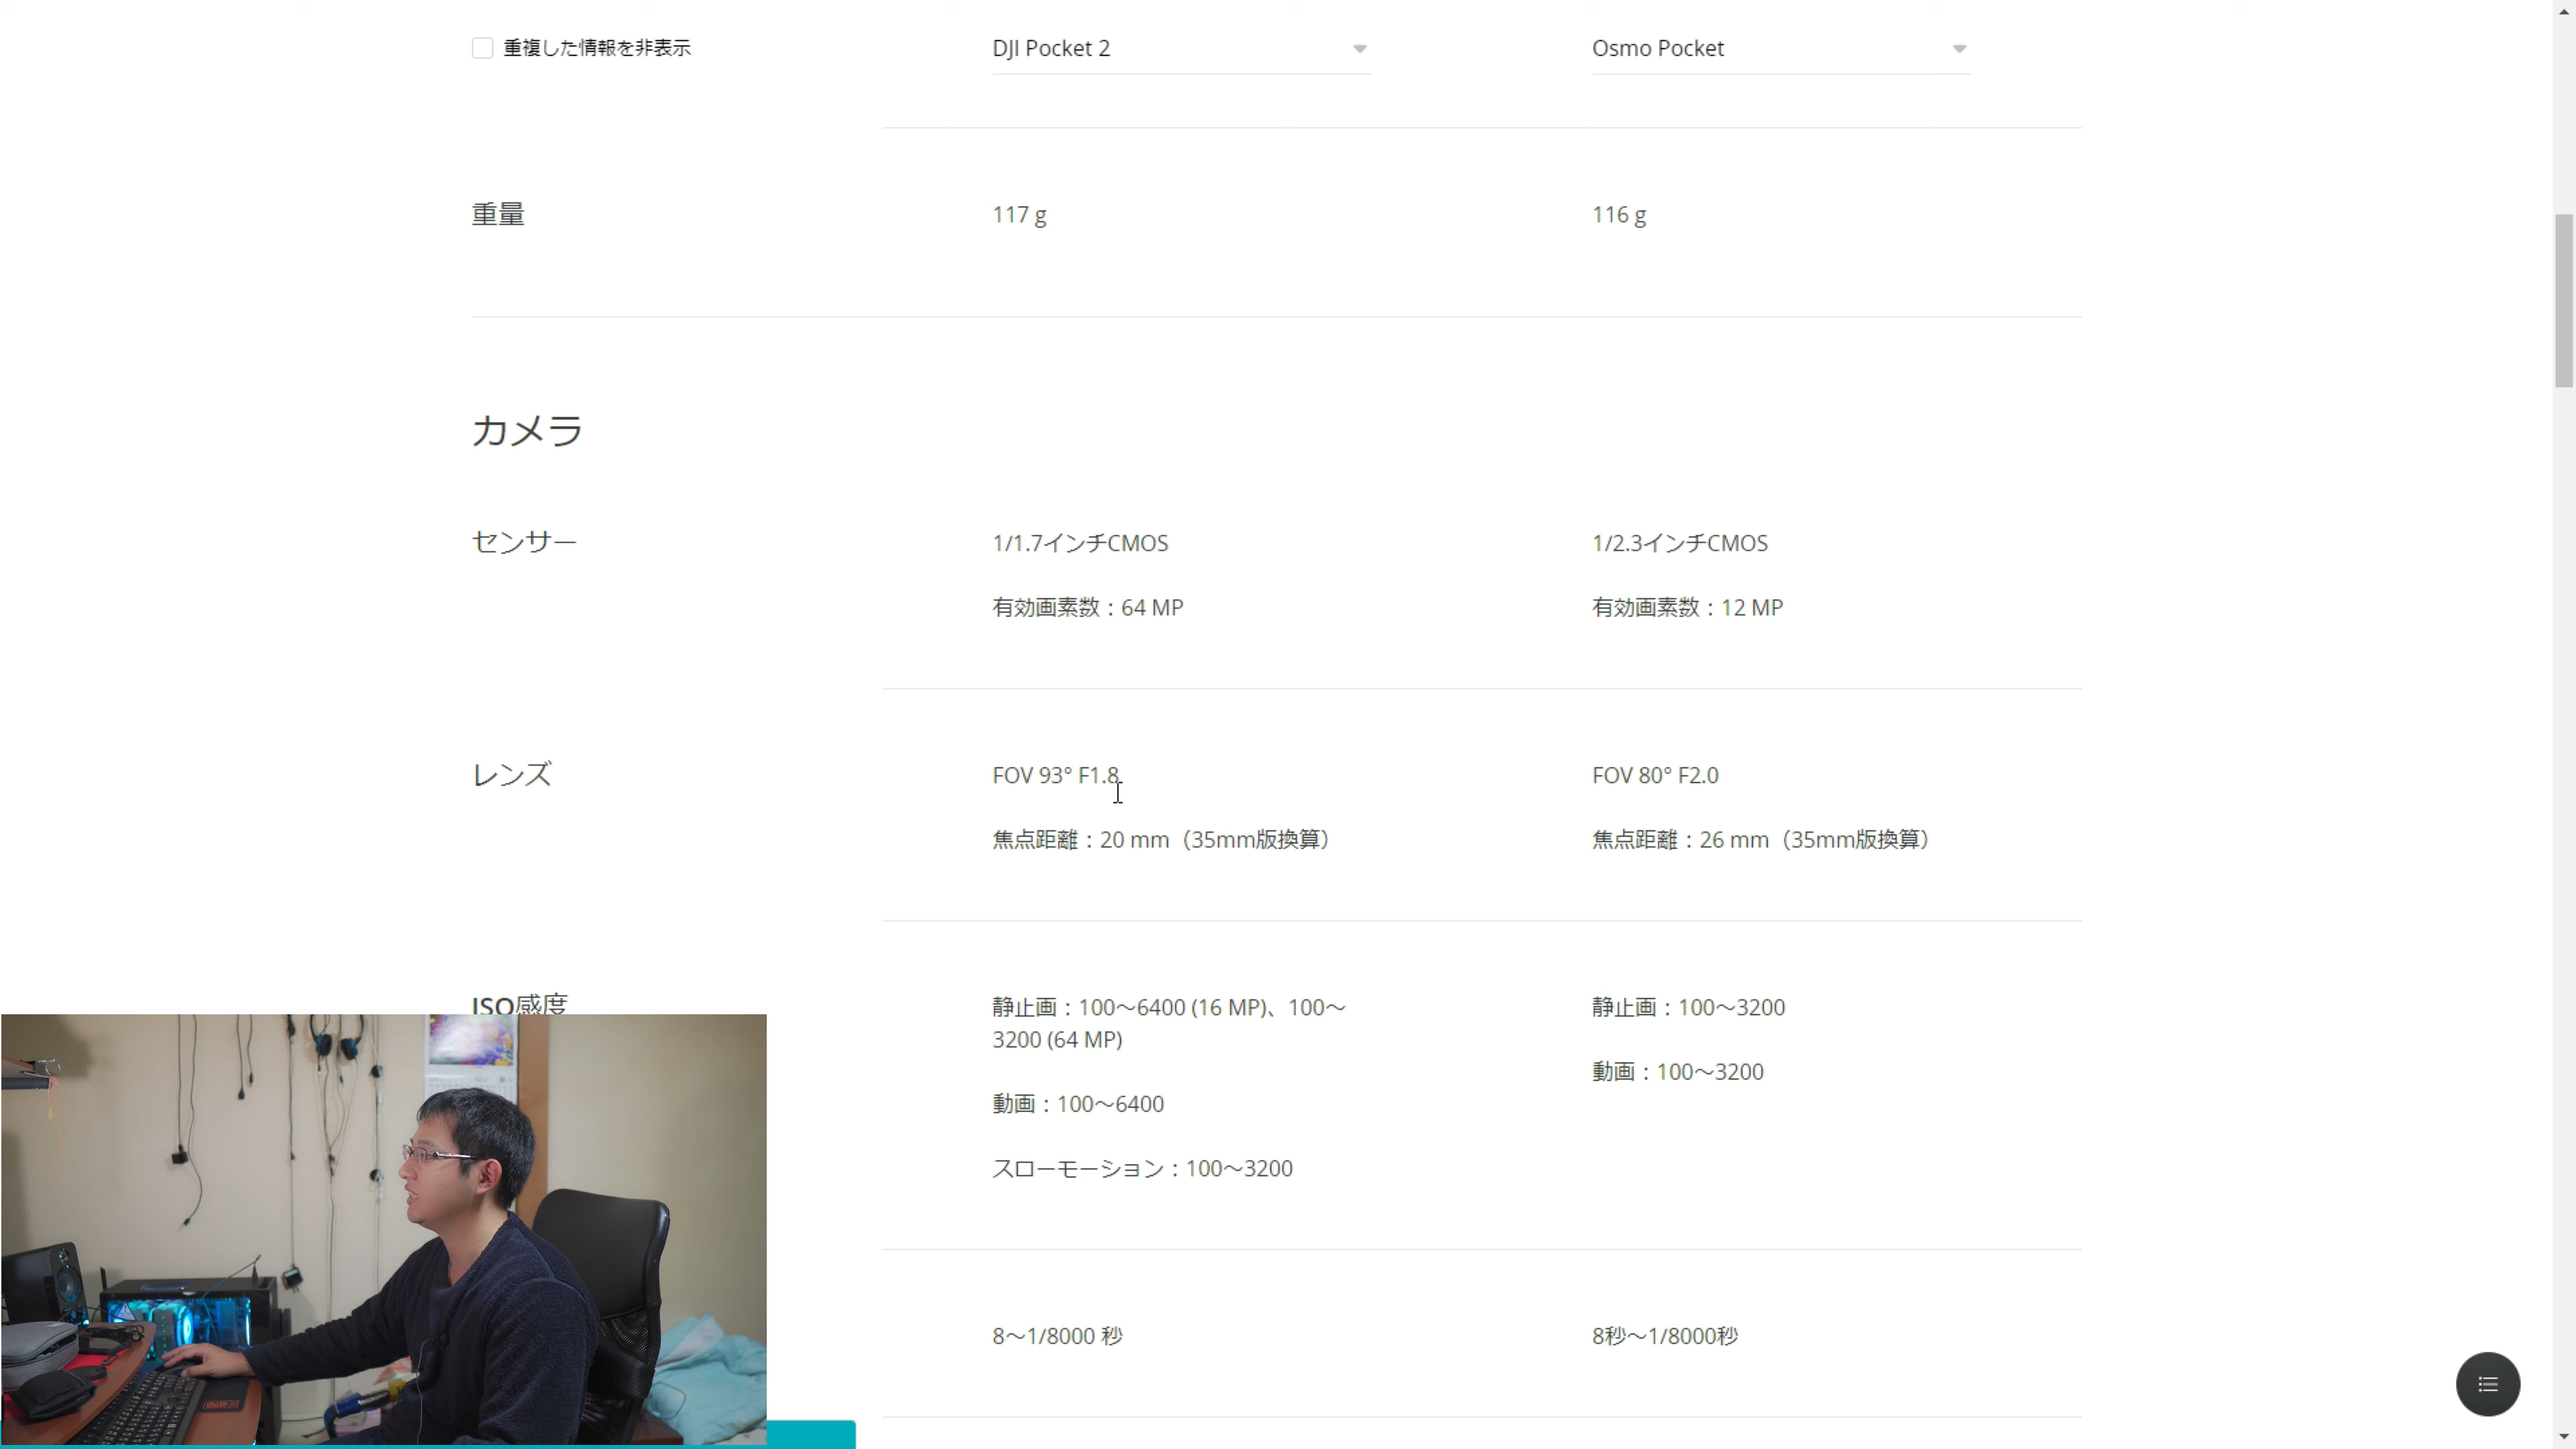 重複した情報を非表示
DJI Pocket 2
Osmo Pocket
重量
117 g
116 g
カメラ
センサー
1/1.7インチCMOS
1/2.3インチCMOS
有効画素数：64 MP
有効画素数：12 MP
レンズ
FOV 93° F1.8
FOV 80° F2.0
焦点距離：20 mm（35mm版換算）
焦点距離：26 mm（35mm版換算）
ISO感度
静止画：100～6400 (16 MP)、100～
3200 (64 MP)
静止画：100～3200
動画：100～3200
動画：100～6400
スローモーション：100～3200
8～1/8000 秒
8秒～1/8000秒